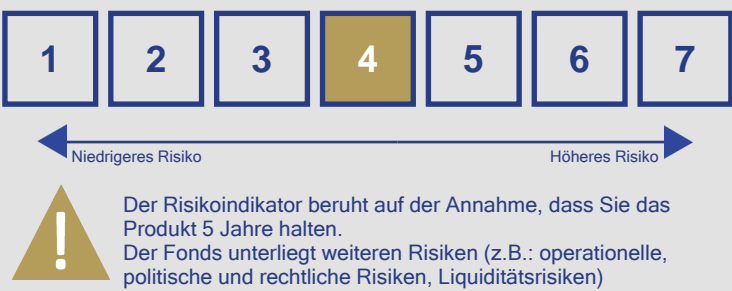 1 2 3 4 5 6 7
Niedrigeres Risiko Höheres Risiko
!
Der Risikoindikator beruht auf der Annahme, dass Sie das
Produkt 5 Jahre halten.
Der Fonds unterliegt weiteren Risiken (z.B.: operationelle,
politische und rechtliche Risiken, Liquiditätsrisiken)